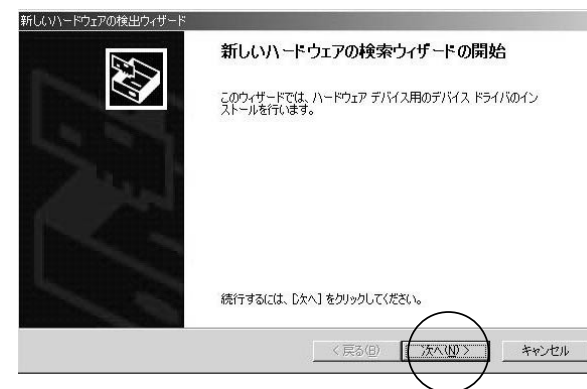 新しいハードウェアの検出ウィザード
新しいハードウェアの検索ウィザードの開始
このウィザードでは、ハードウェア デバイス用のデバイス ドライバのイン
ストールを行います。
続行するには、[次へ] をクリックしてください。
< 戻る(B)
次へ(N) >
キャンセル